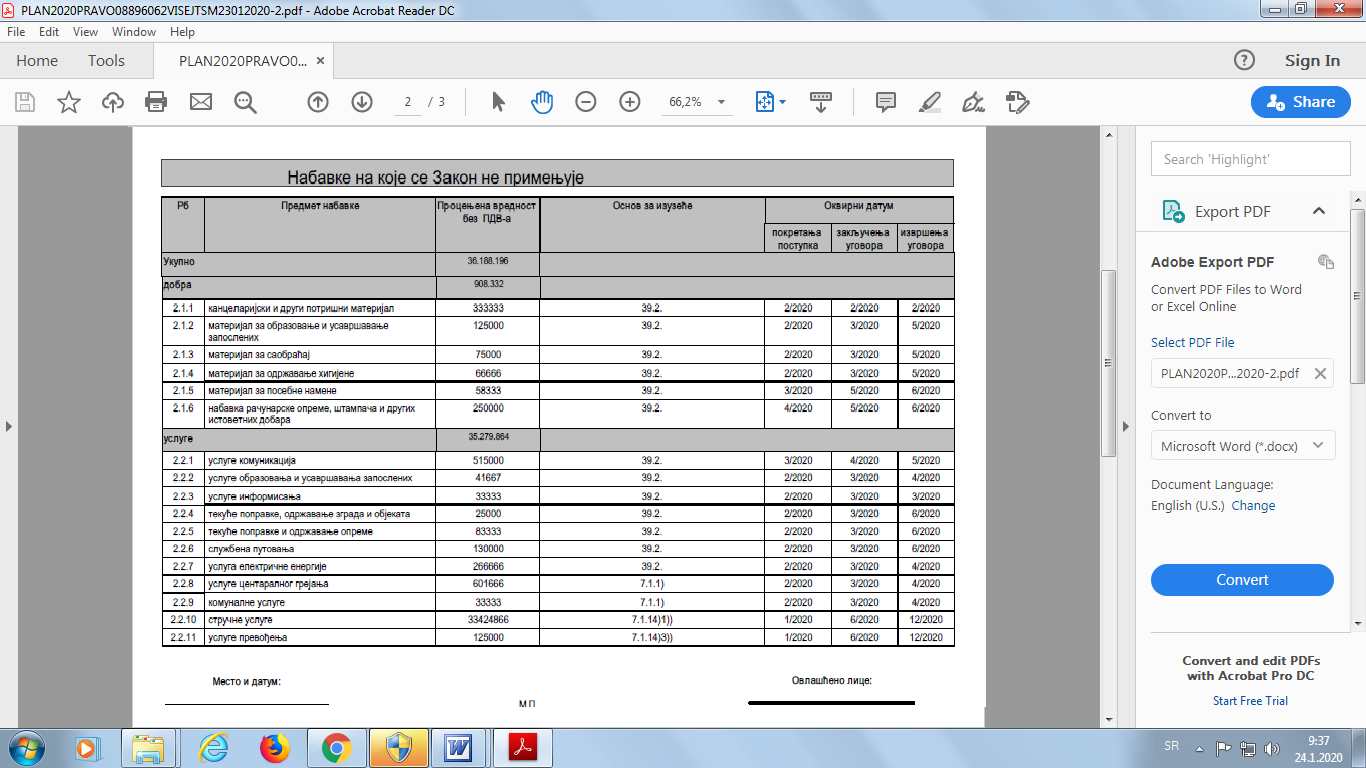 PLAN2020PRAVO08896062VISEJTSM23012020-2.pdf - Adobe Acrobat Reader DC
File Edit View Window Help
Home Tools PLAN2020PRAVO0... × Sign In
2 / 3 66,2% Share
Набавке на које се Закон не примењује
Рб Предмет набавке Процењена вредност без ПДВ-а Основ за изузеће Оквирни датум
покретања поступка закључења уговора извршења уговора
Укупно 36.188.196
добра 908.332
2.1.1 канцеларијски и други потришни материјал 333333 39.2. 2/2020 2/2020 2/2020
2.1.2 материјал за образовање и усавршавање 125000 39.2. 2/2020 3/2020 5/2020
запослених
2.1.3 материјал за саобраћај 75000 39.2. 2/2020 3/2020 5/2020
2.1.4 материјал за одржавање хигијене 66666 39.2. 2/2020 3/2020 5/2020
2.1.5 материјал за посебне намене 58333 39.2. 3/2020 5/2020 6/2020
2.1.6 набавка рачунарске опреме, штампача и других 250000 39.2. 4/2020 5/2020 6/2020
истоветних добара
услуге 35.279.864
2.2.1 услуге комуникација 515000 39.2. 3/2020 4/2020 5/2020
2.2.2 услуге образовања и усавршавања запослених 41667 39.2. 2/2020 3/2020 4/2020
2.2.3 услуге информисања 33333 39.2. 2/2020 3/2020 3/2020
2.2.4 текуће поправке, одржавање зграда и објеката 25000 39.2. 2/2020 3/2020 6/2020
2.2.5 текуће поправке и одржавање опреме 83333 39.2. 2/2020 3/2020 6/2020
2.2.6 службена путовања 130000 39.2. 2/2020 3/2020 6/2020
2.2.7 услуга електричне енергије 266666 39.2. 2/2020 3/2020 4/2020
2.2.8 услуге центаралног грејања 601666 7.1.1) 2/2020 3/2020 4/2020
2.2.9 комуналне услуге 33333 7.1.1) 2/2020 3/2020 4/2020
2.2.10 стручне услуге 33424866 7.1.14)1)) 1/2020 6/2020 12/2020
2.2.11 услуге превођења 125000 7.1.14)3)) 1/2020 6/2020 12/2020
Место и датум: Овлашћено лице:
М.П
Search 'Highlight'
Export PDF
Adobe Export PDF
Convert PDF Files to Word
or Excel Online
Select PDF File
PLAN2020P...2020-2.pdf
Convert to
Microsoft Word (*.docx)
Document Language:
English (U.S.) Change
Convert
Convert and edit PDFs
with Acrobat Pro DC
Start Free Trial
SR 9:37
24.1.2020